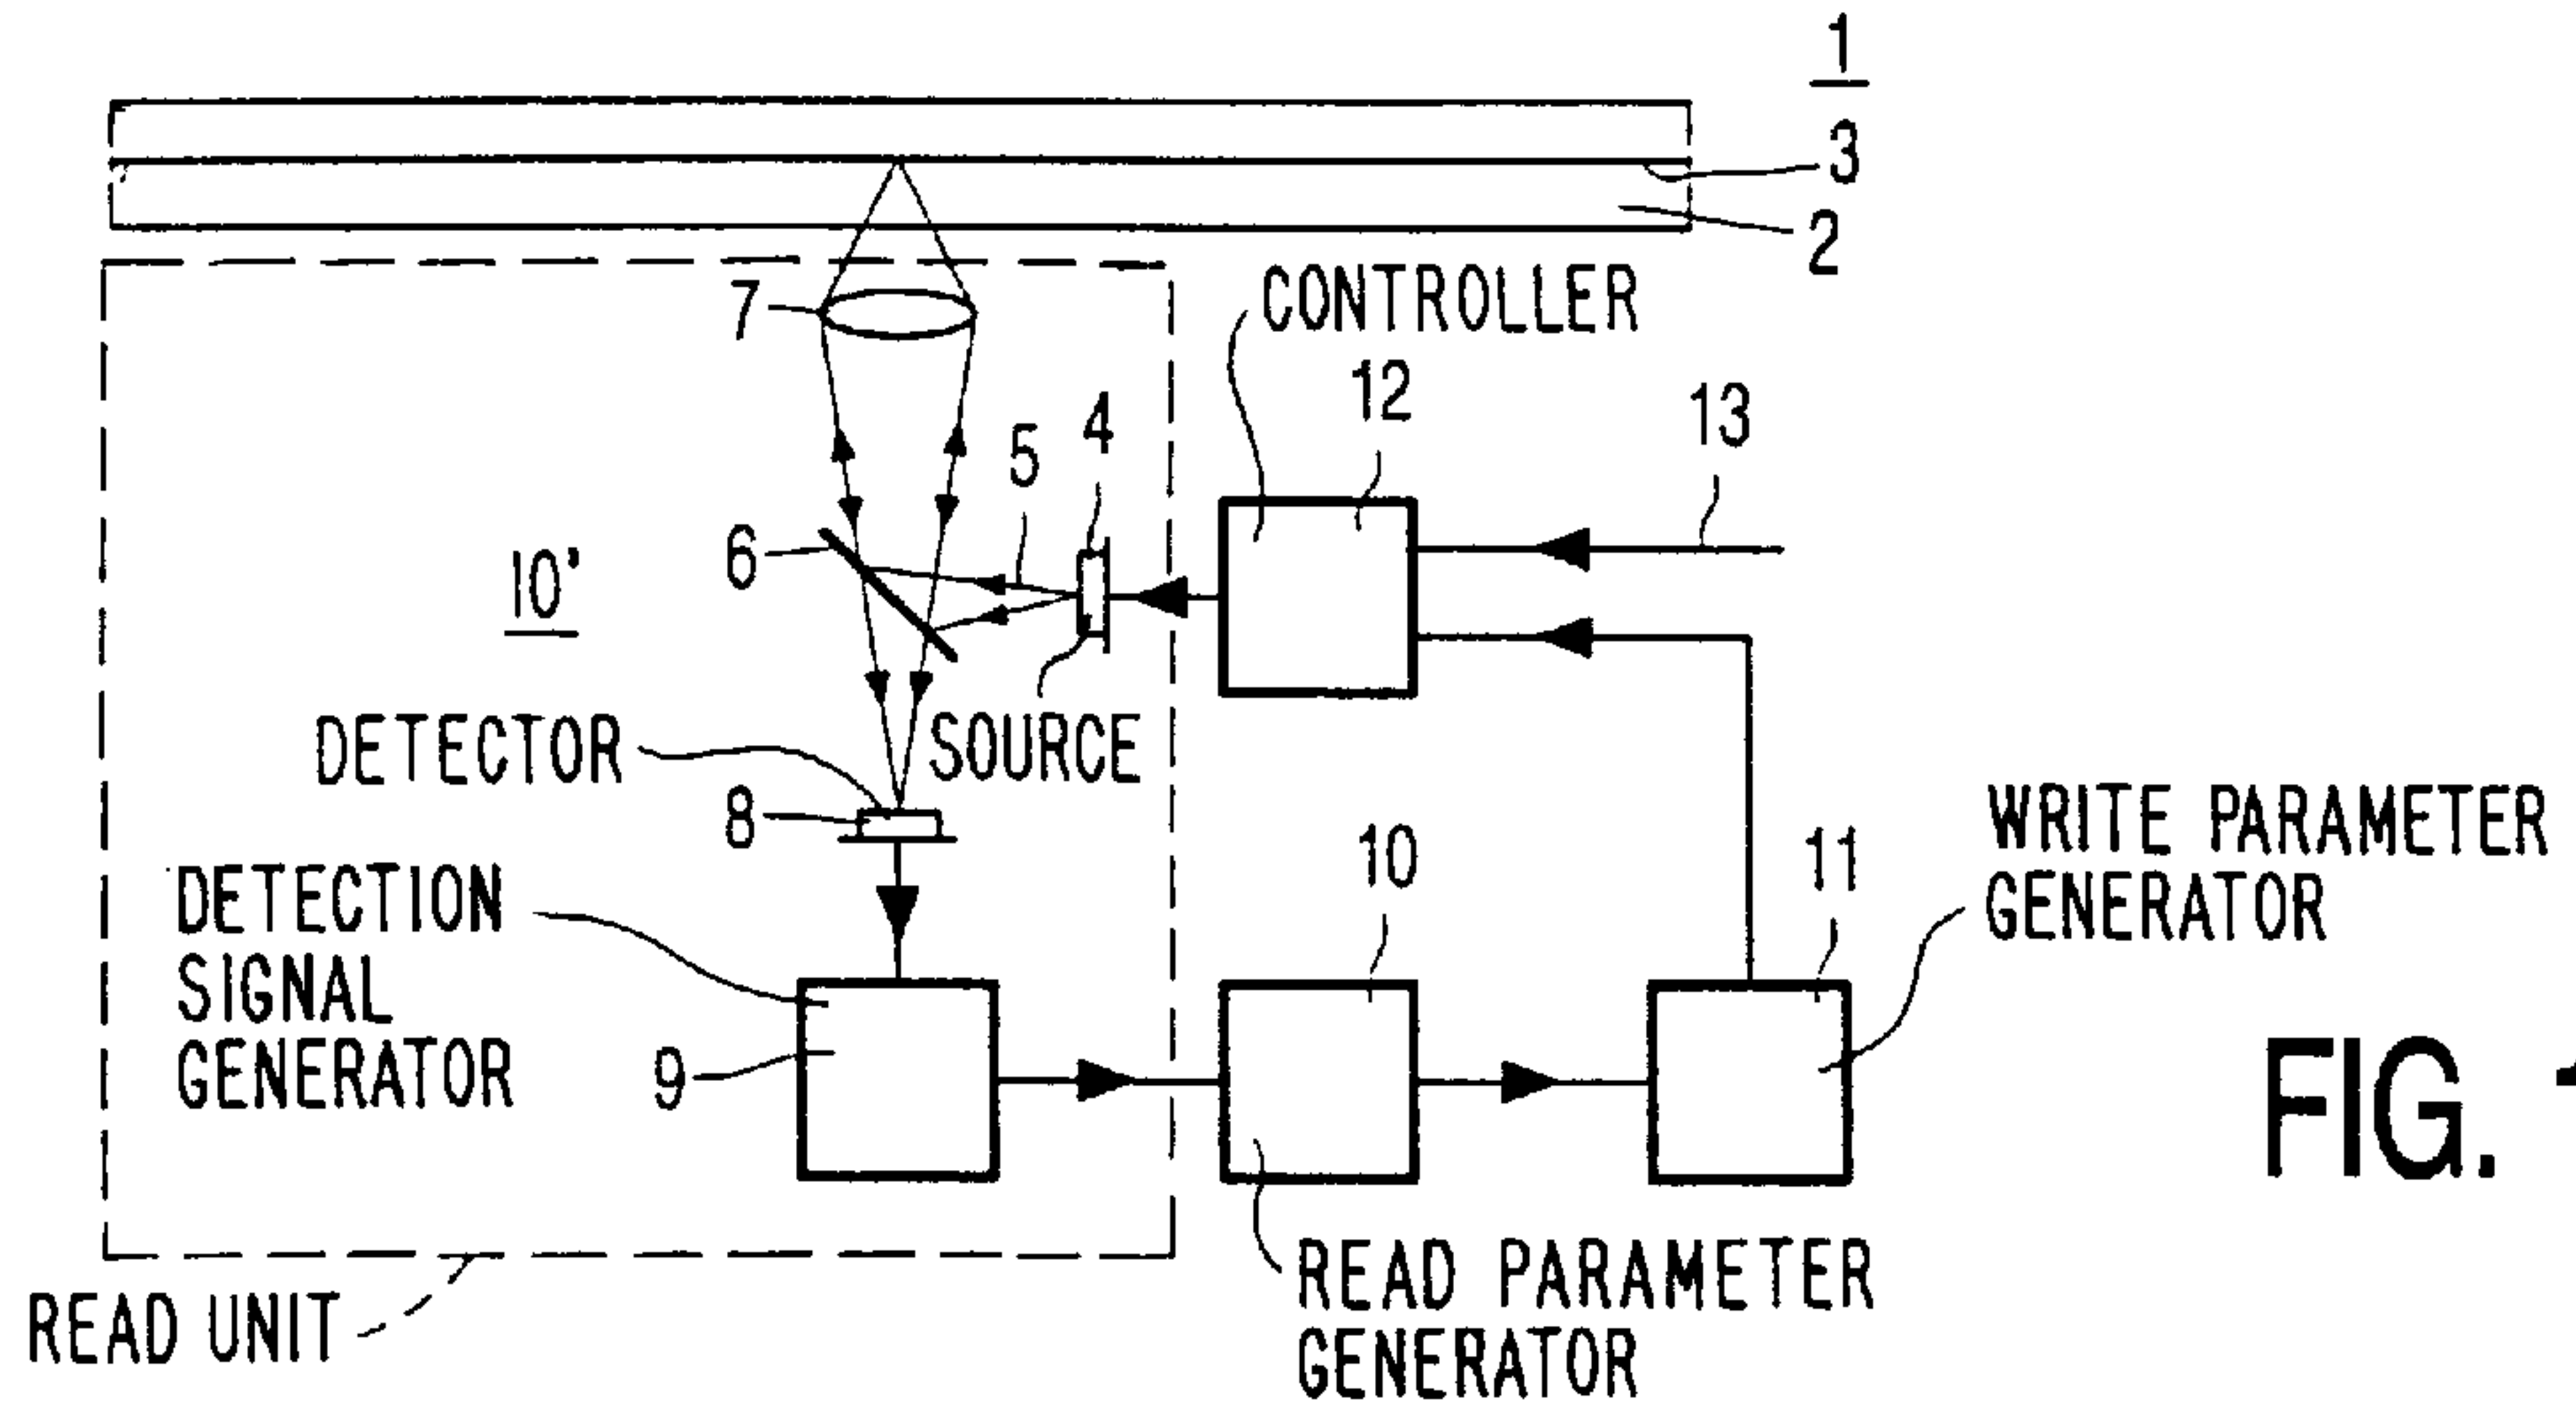 1
3
2
7
CONTROLLER
12
13
4
5
6
10'
DETECTOR
SOURCE
8
DETECTION
SIGNAL
GENERATOR
9
10
11
WRITE PARAMETER
GENERATOR
READ UNIT
READ PARAMETER
GENERATOR
FIG. 1